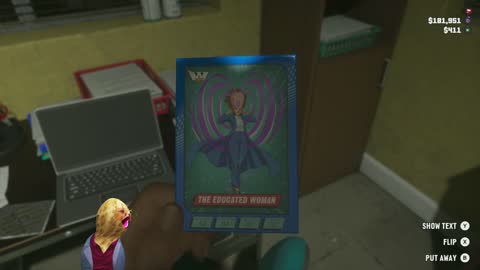 $181,951
$411
THE EDUCATED WOMAN
SHOW TEXT Y
FLIP X
PUT AWAY B